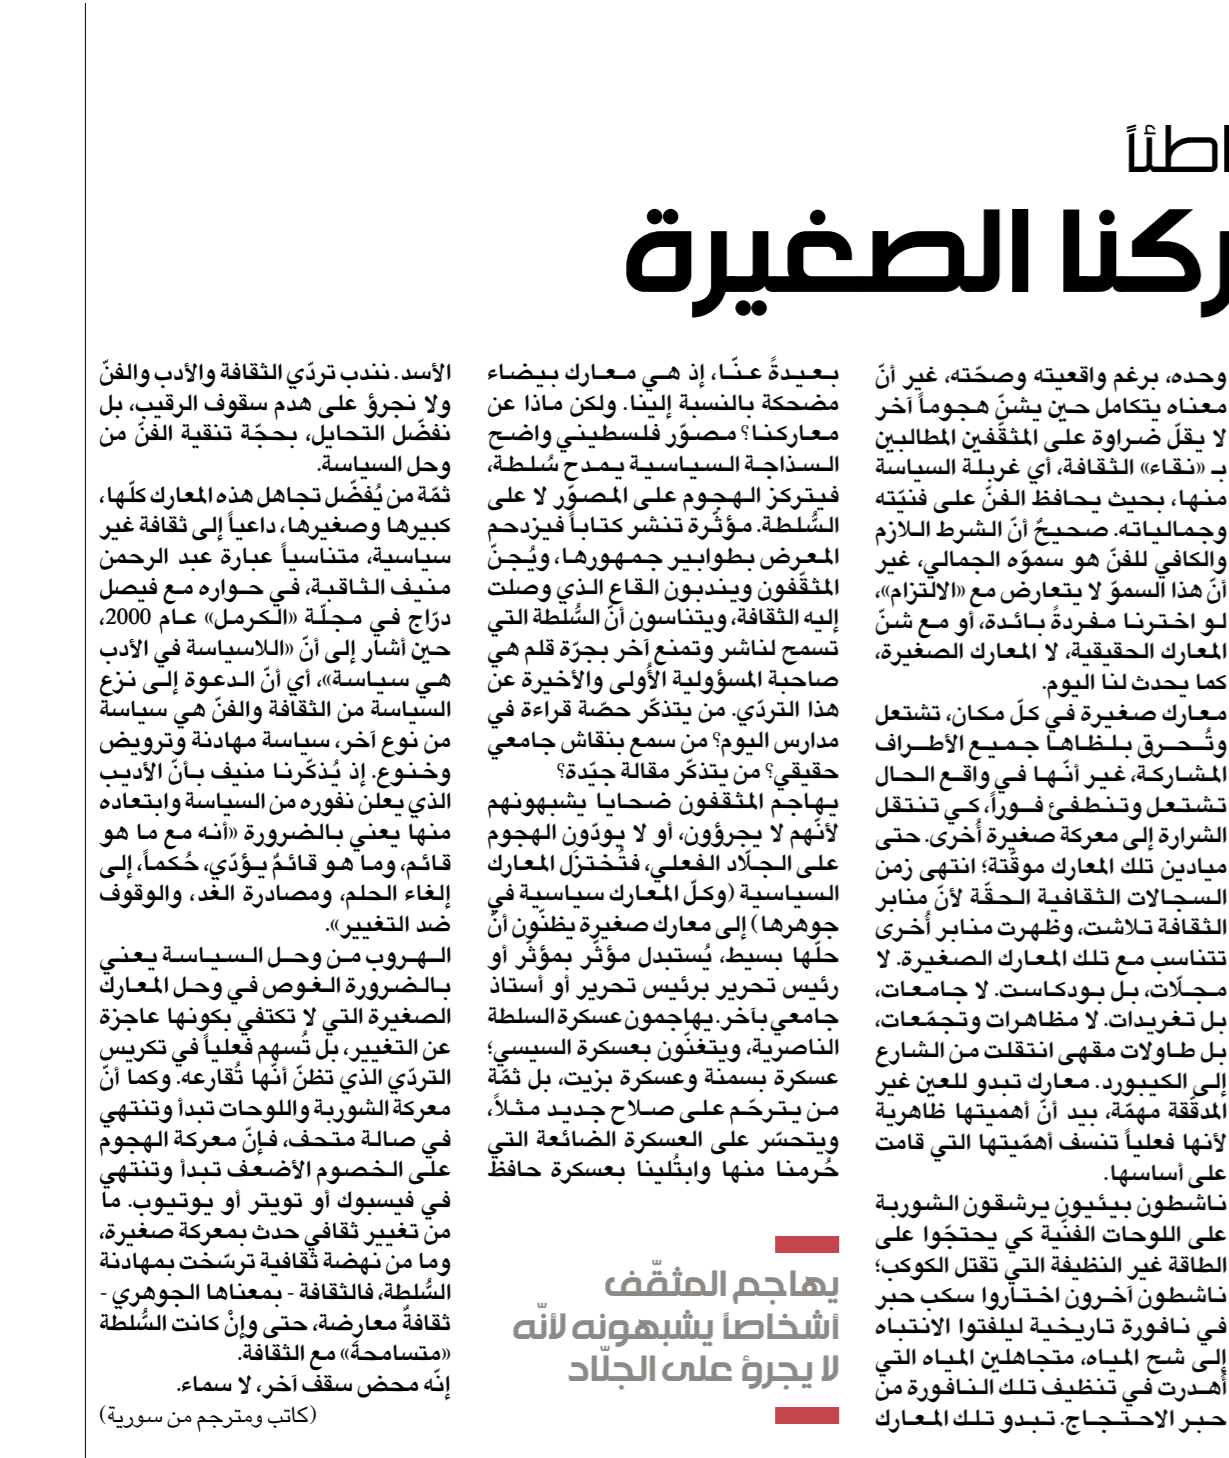 اطئاً
ركنا الصغيرة
وحده، برغم واقعيته وصحّته، غير أنّ
معناه يتكامل حين يشنّ هجوماً آخر
لا يقلّ ضراوة على المثقّفين المطالبين
بـ «نقاء» الثقافة، أي غربلة السياسة
منها، بحيث يحافظ الفنّ على فنيّته
وجمالياته. صحيحٌ أنّ الشرط اللازم
والكافي للفنّ هو سموّه الجمالي، غير
أنّ هذا السموّ لا يتعارض مع «الالتزام»،
لو اخترنا مفردةً بائدة، أو مع شنّ
المعارك الحقيقية، لا المعارك الصغيرة،
كما يحدث لنا اليوم.
معارك صغيرة في كلّ مكان، تشتعل
وتُحرق بلظاها جميع الأطراف
المشاركة، غير أنّها في واقع الحال
تشتعل وتنطفئ فوراً، كي تنتقل
الشرارة إلى معركة صغيرة أُخرى. حتى
ميادين تلك المعارك موقّتة؛ انتهى زمن
السجالات الثقافية الحقّة لأنّ منابر
الثقافة تلاشت، وظهرت منابر أُخرى
تتناسب مع تلك المعارك الصغيرة. لا
مجلّات، بل بودكاست. لا جامعات،
بل تغريدات. لا مظاهرات وتجمّعات،
بل طاولات مقهى انتقلت من الشارع
إلى الكيبورد. معارك تبدو للعين غير
المدقّقة مهمّة، بيد أنّ أهميتها ظاهرية
لأنها فعلياً تنسف أهمّيتها التي قامت
على أساسها.
ناشطون بيئيون يرشقون الشوربة
على اللوحات الفنّية كي يحتجّوا على
الطاقة غير النظيفة التي تقتل الكوكب؛
ناشطون آخرون اختاروا سكب حبر
في نافورة تاريخية ليلفتوا الانتباه
إلى شح المياه، متجاهلين المياه التي
أُهدرت في تنظيف تلك النافورة من
حبر الاحتجاج. تبدو تلك المعارك
بعيدةً عنّا، إذ هي معارك بيضاء
مضحكة بالنسبة إلينا. ولكن ماذا عن
معاركنا؟ مصوّر فلسطيني واضح
السذاجة السياسية يمدح سُلطة،
فيتركز الهجوم على المصوّر لا على
السُّلطة. مؤثّرة تنشر كتاباً فيزدحم
المعرض بطوابير جمهورها، ويُجنّ
المثقّفون ويندبون القاع الذي وصلت
إليه الثقافة، ويتناسون أنّ السُّلطة التي
تسمح لناشر وتمنع آخر بجرّة قلم هي
صاحبة المسؤولية الأُولى والأخيرة عن
هذا التردّي. من يتذكّر حصّة قراءة في
مدارس اليوم؟ من سمع بنقاش جامعي
حقيقي؟ من يتذكّر مقالة جيّدة؟
يهاجم المثقفون ضحايا يشبهونهم
لأنّهم لا يجرؤون، أو لا يودّون الهجوم
على الجلّاد الفعلي، فتُختزَل المعارك
السياسية (وكلّ المعارك سياسية في
جوهرها) إلى معارك صغيرة يظنّون أنّ
حلّها بسيط، يُستبدل مؤثّر بمؤثّر أو
رئيس تحرير برئيس تحرير أو أستاذ
جامعي بآخر. يهاجمون عسكرة السلطة
الناصرية، ويتغنّون بعسكرة السيسي؛
عسكرة بسمنة وعسكرة بزيت، بل ثمّة
من يترحّم على صلاح جديد مثلاً،
ويتحسّر على العسكرة الضائعة التي
حُرمنا منها وابتُلينا بعسكرة حافظ
يهاجم المثقّف
أشخاصاً يشبهونه لأنّه
لا يجرؤ على الجلّاد
الأسد. نندب تردّي الثقافة والأدب والفنّ
ولا نجرؤ على هدم سقوف الرقيب، بل
نفضّل التحايل، بحجّة تنقية الفنّ من
وحل السياسة.
ثمّة من يُفضّل تجاهل هذه المعارك كلّها،
كبيرها وصغيرها، داعياً إلى ثقافة غير
سياسية، متناسياً عبارة عبد الرحمن
منيف الثاقبة، في حواره مع فيصل
درّاج في مجلّة «الكرمل» عام 2000،
حين أشار إلى أنّ «اللاسياسة في الأدب
هي سياسة»، أي أنّ الدعوة إلى نزع
السياسة من الثقافة والفنّ هي سياسة
من نوع آخر، سياسة مهادنة وترويض
وخنوع. إذ يُذكّرنا منيف بأنّ الأديب
الذي يعلن نفوره من السياسة وابتعاده
منها يعني بالضرورة «أنه مع ما هو
قائم، وما هو قائمٌ يؤدّي، حُكماً، إلى
إلغاء الحلم، ومصادرة الغد، والوقوف
ضد التغيير».
الهروب من وحل السياسة يعني
بالضرورة الغوص في وحل المعارك
الصغيرة التي لا تكتفي بكونها عاجزة
عن التغيير، بل تُسهم فعلياً في تكريس
التردّي الذي تظنّ أنّها تُقارعه. وكما أنّ
معركة الشوربة واللوحات تبدأ وتنتهي
في صالة متحف، فإنّ معركة الهجوم
على الخصوم الأضعف تبدأ وتنتهي
في فيسبوك أو تويتر أو يوتيوب. ما
من تغيير ثقافي حدث بمعركة صغيرة،
وما من نهضة ثقافية ترسّخت بمهادنة
السُّلطة، فالثقافة - بمعناها الجوهري -
ثقافةٌ معارِضة، حتى وإنْ كانت السُّلطة
«متسامحة» مع الثقافة.
إنّه محض سقف آخر، لا سماء.
(كاتب ومترجم من سورية)